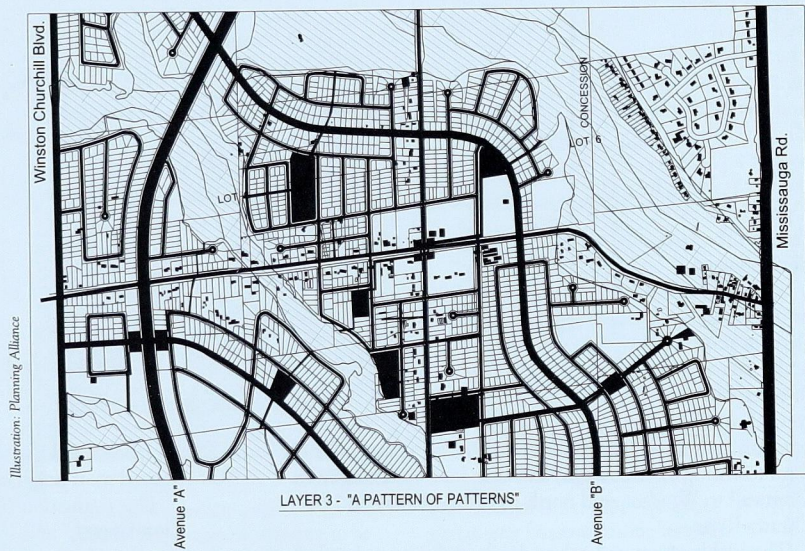 Illustration: Planning Alliance
Winston Churchill Blvd.
LOT
CONCESSION
LOT 6
Mississauga Rd.
Avenue "A"
Avenue "B"
LAYER 3 - "A PATTERN OF PATTERNS"